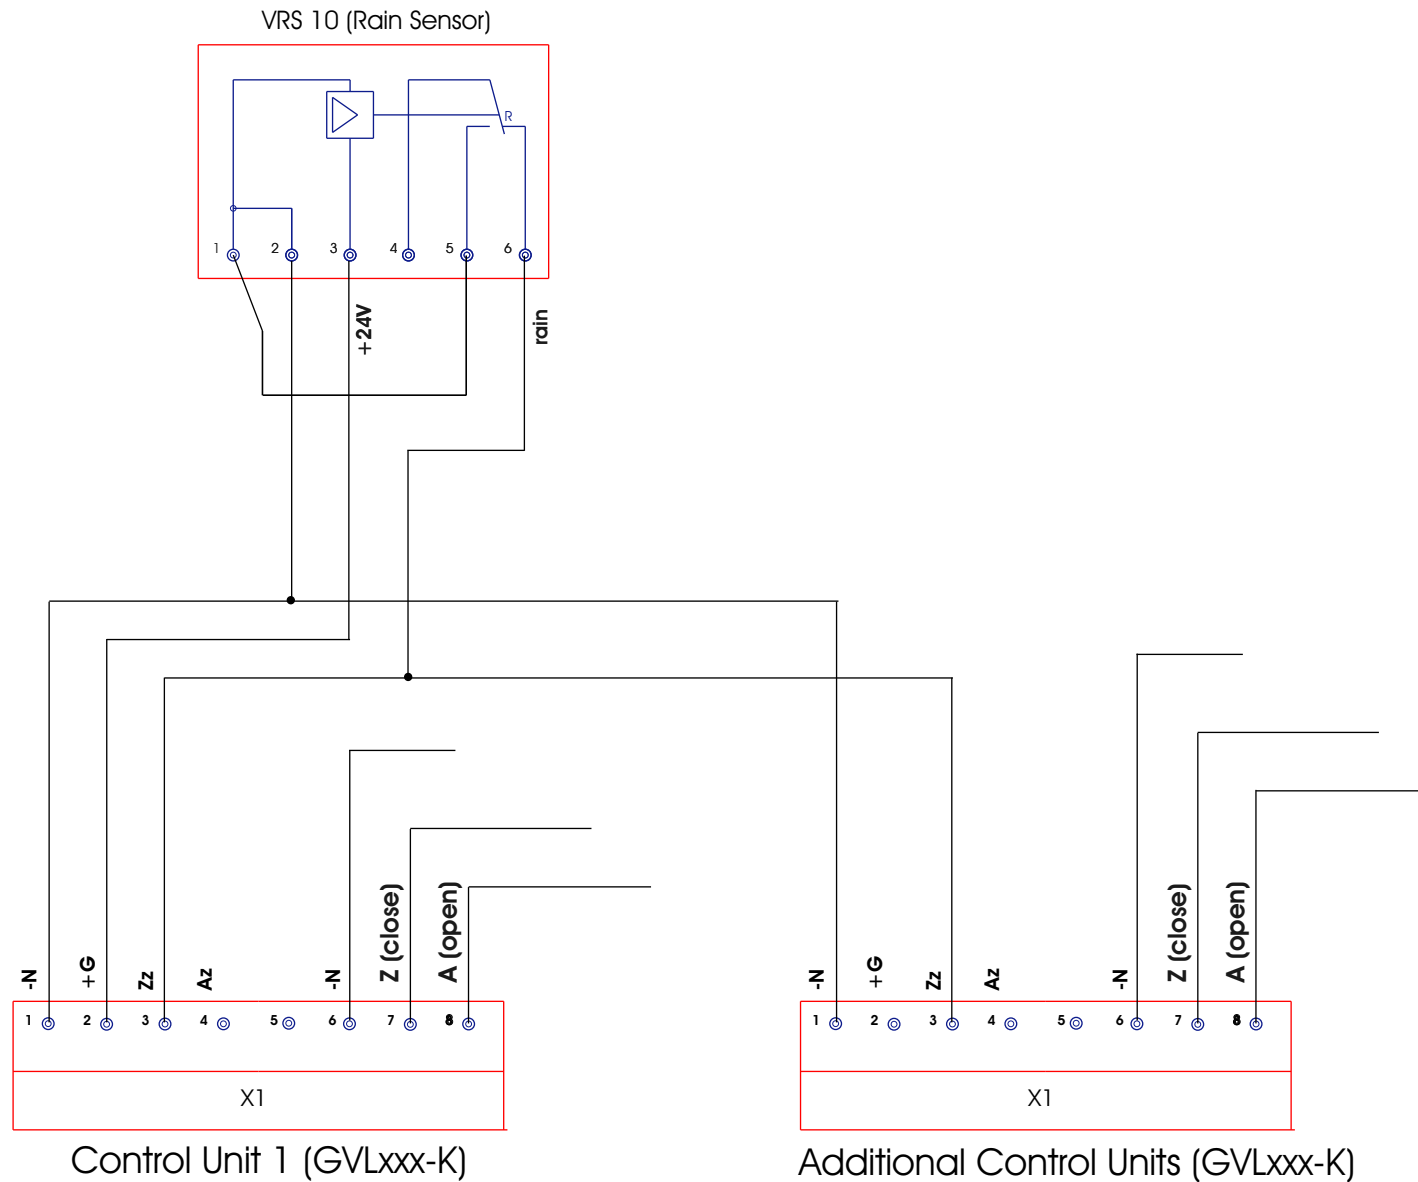 VRS 10 (Rain Sensor)
R
1 2 3 4 5 6
+24V
rain
-N +G Zz Az -N Z (close) A (open)
1 2 3 4 5 6 7 8
X1
Control Unit 1 (GVLxxx-K)
-N +G Zz Az -N Z (close) A (open)
1 2 3 4 5 6 7 8
X1
Additional Control Units (GVLxxx-K)